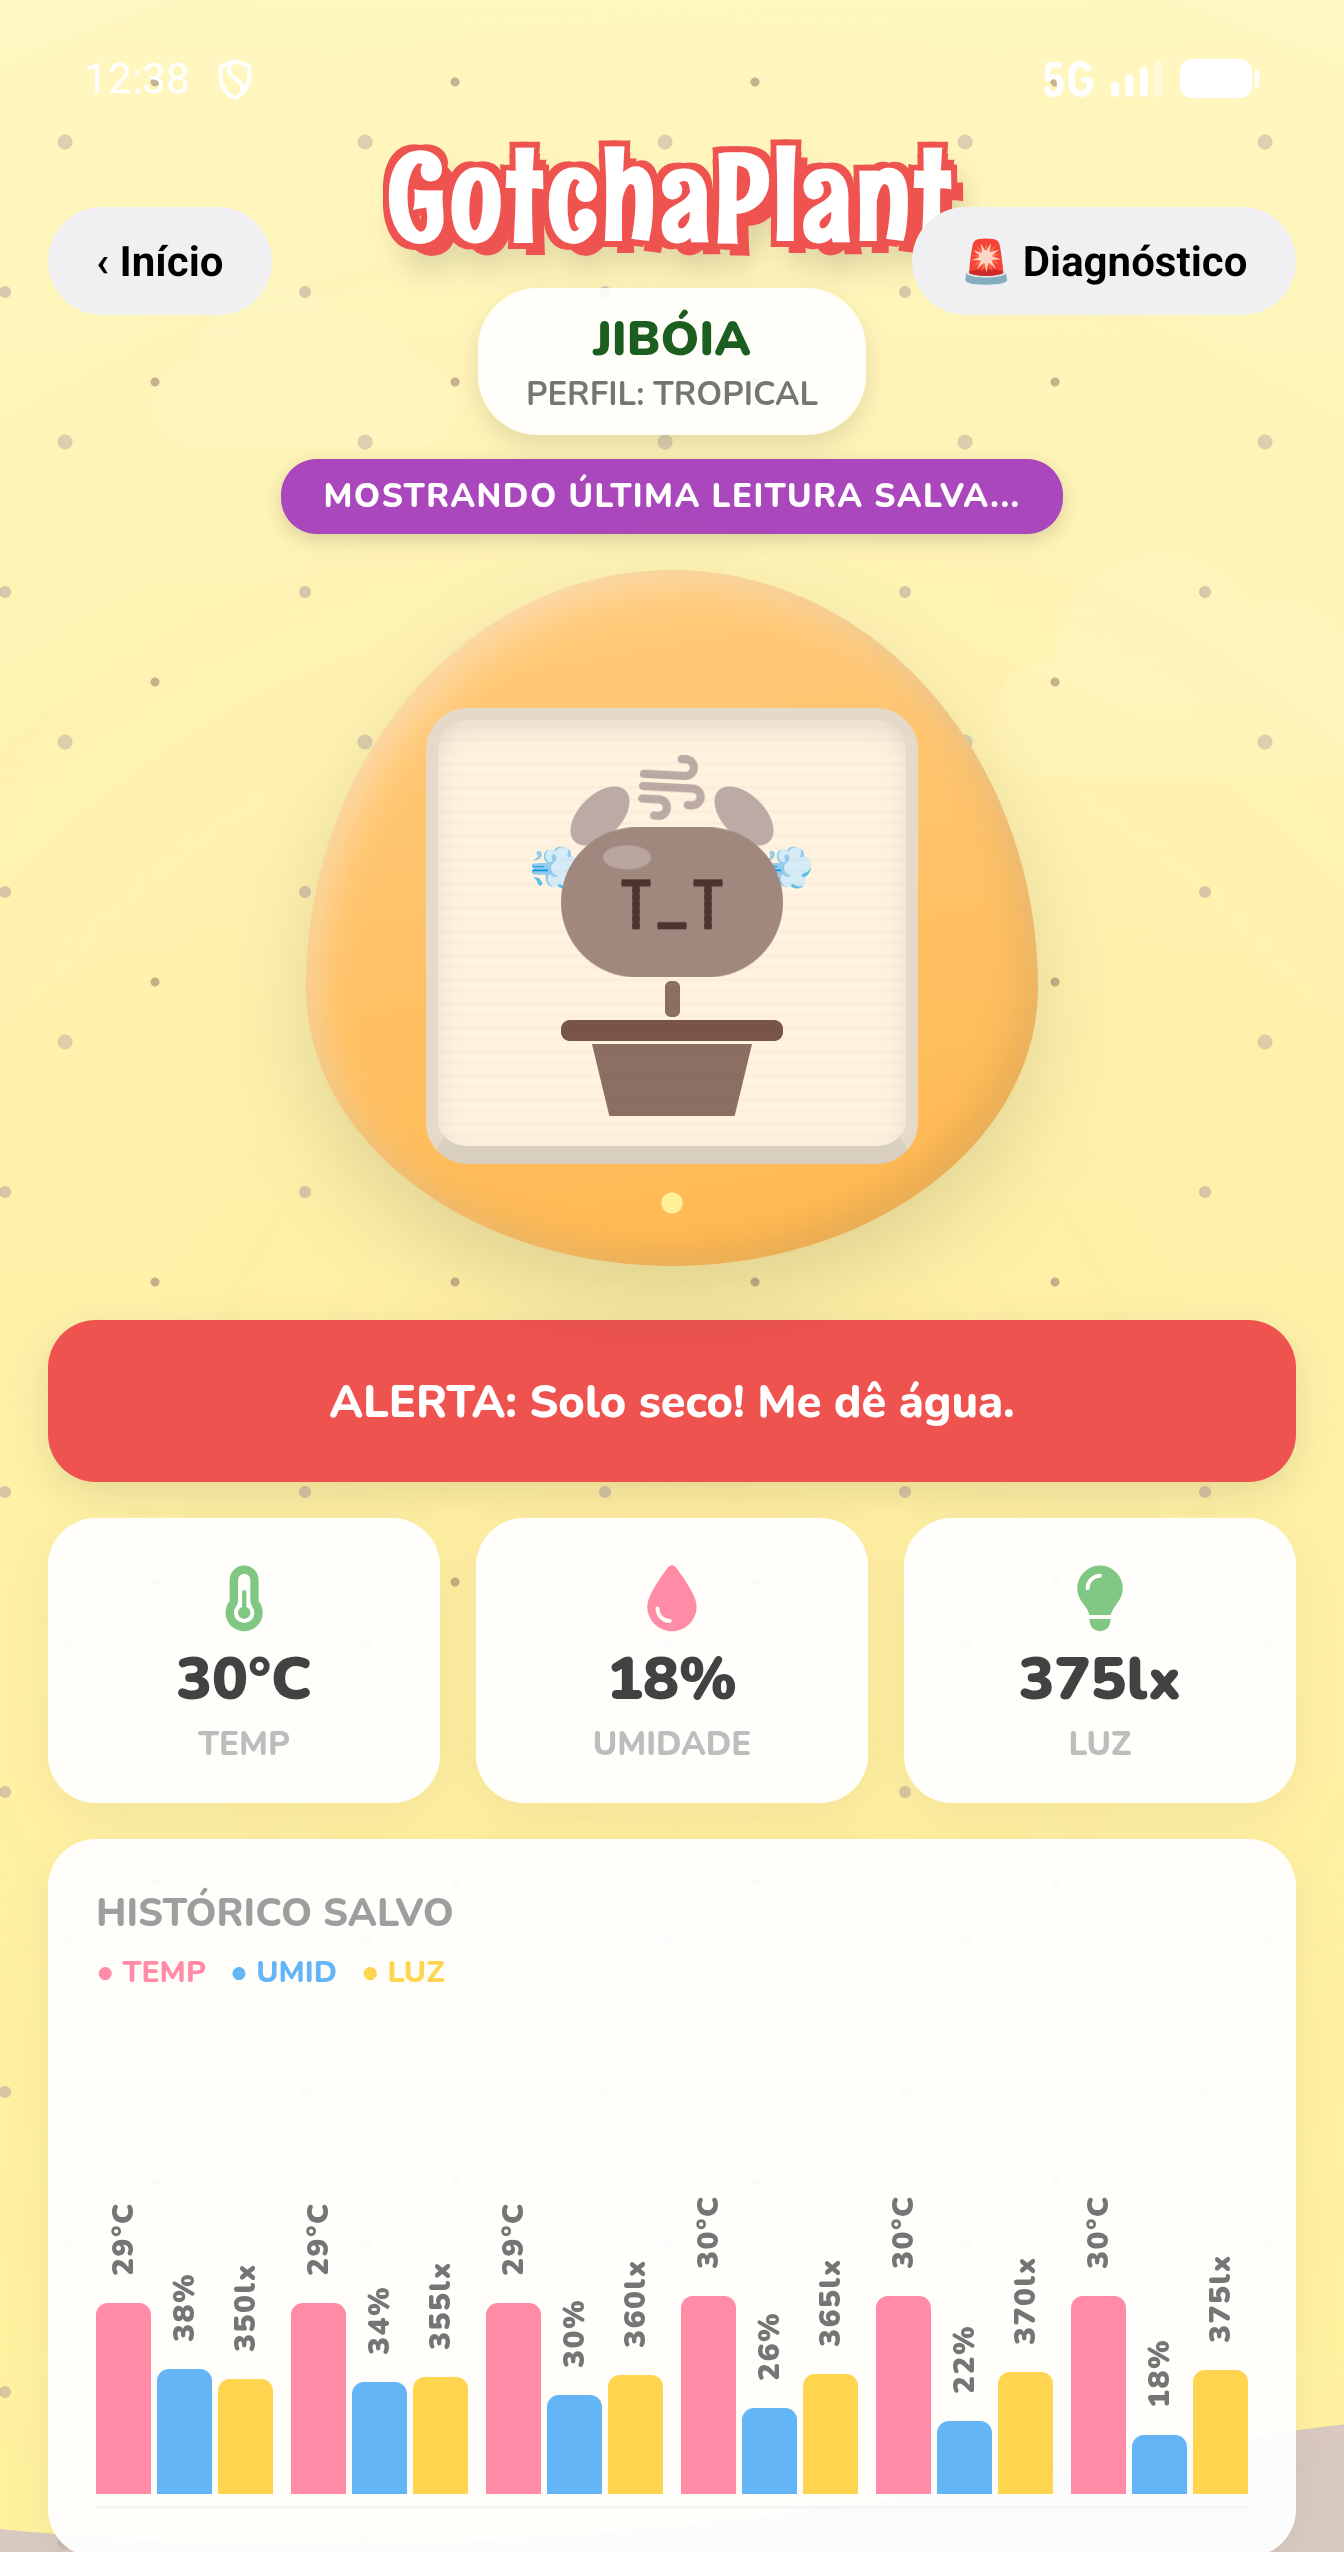 12:38
5G
GotchaPlant
‹ Início
🚨 Diagnóstico
JIBÓIA
PERFIL: TROPICAL
MOSTRANDO ÚLTIMA LEITURA SALVA...
T_T
ALERTA: Solo seco! Me dê água.
30°C
TEMP
18%
UMIDADE
375lx
LUZ
HISTÓRICO SALVO
● TEMP ● UMID ● LUZ
29°C 38% 350lx 29°C 34% 355lx 29°C 30% 360lx 30°C 26% 365lx 30°C 22% 370lx 30°C 18% 375lx